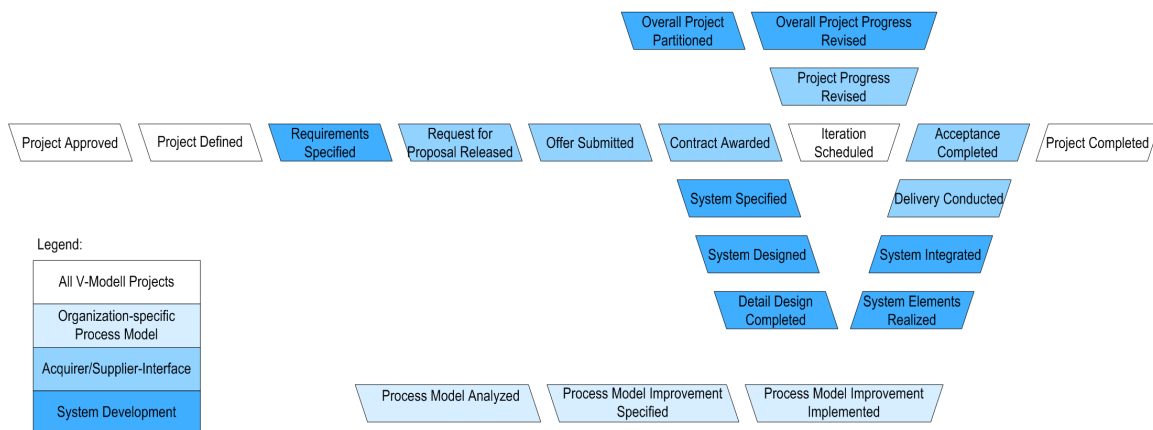 Overall Project
Partitioned
Overall Project Progress
Revised
Project Progress
Revised
Project Approved
Project Defined
Requirements
Specified
Request for
Proposal Released
Offer Submitted
Contract Awarded
Iteration
Scheduled
Acceptance
Completed
Project Completed
System Specified
Delivery Conducted
System Designed
System Integrated
Detail Design
Completed
System Elements
Realized
Legend:
All V-Modell Projects
Organization-specific
Process Model
Acquirer/Supplier-Interface
System Development
Process Model Analyzed
Process Model Improvement
Specified
Process Model Improvement
Implemented